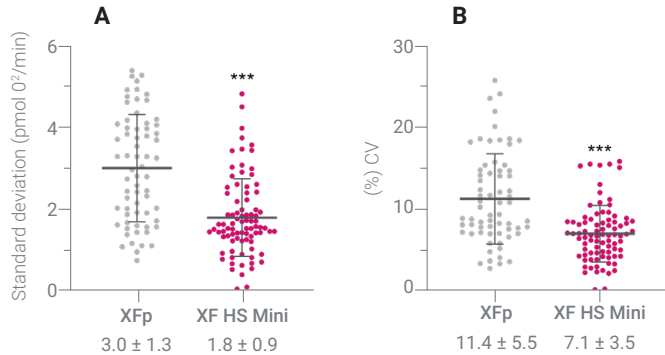 A
Standard deviation (pmol 0²/min)
6
4
2
0
***
XFp
XF HS Mini
3.0 ± 1.3
1.8 ± 0.9
B
(%) CV
30
20
10
0
***
XFp
XF HS Mini
11.4 ± 5.5
7.1 ± 3.5